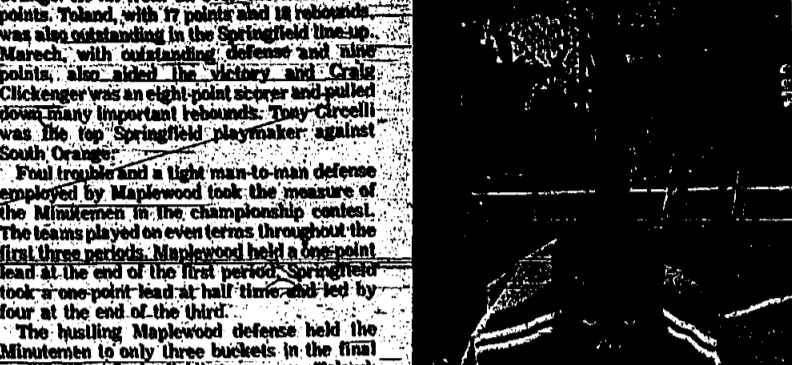 points. Toland, with 17 points and 18 rebounds,
was also outstanding in the Springfield line-up.
Marech, with outstanding defense and nine
points, also aided the victory and Craig
Clickenger was an eight-point scorer and pulled
down many important rebounds. Tony Circelli
was the top Springfield playmaker against
South Orange.
Foul trouble and a tight man-to-man defense
employed by Maplewood took the measure of
the Minutemen in the championship contest.
The teams played on even terms throughout the
first three periods. Maplewood held a one-point
lead at the end of the first period, Springfield
took a one-point lead at half time and led by
four at the end of the third.
The hustling Maplewood defense held the
Minutemen to only three buckets in the final